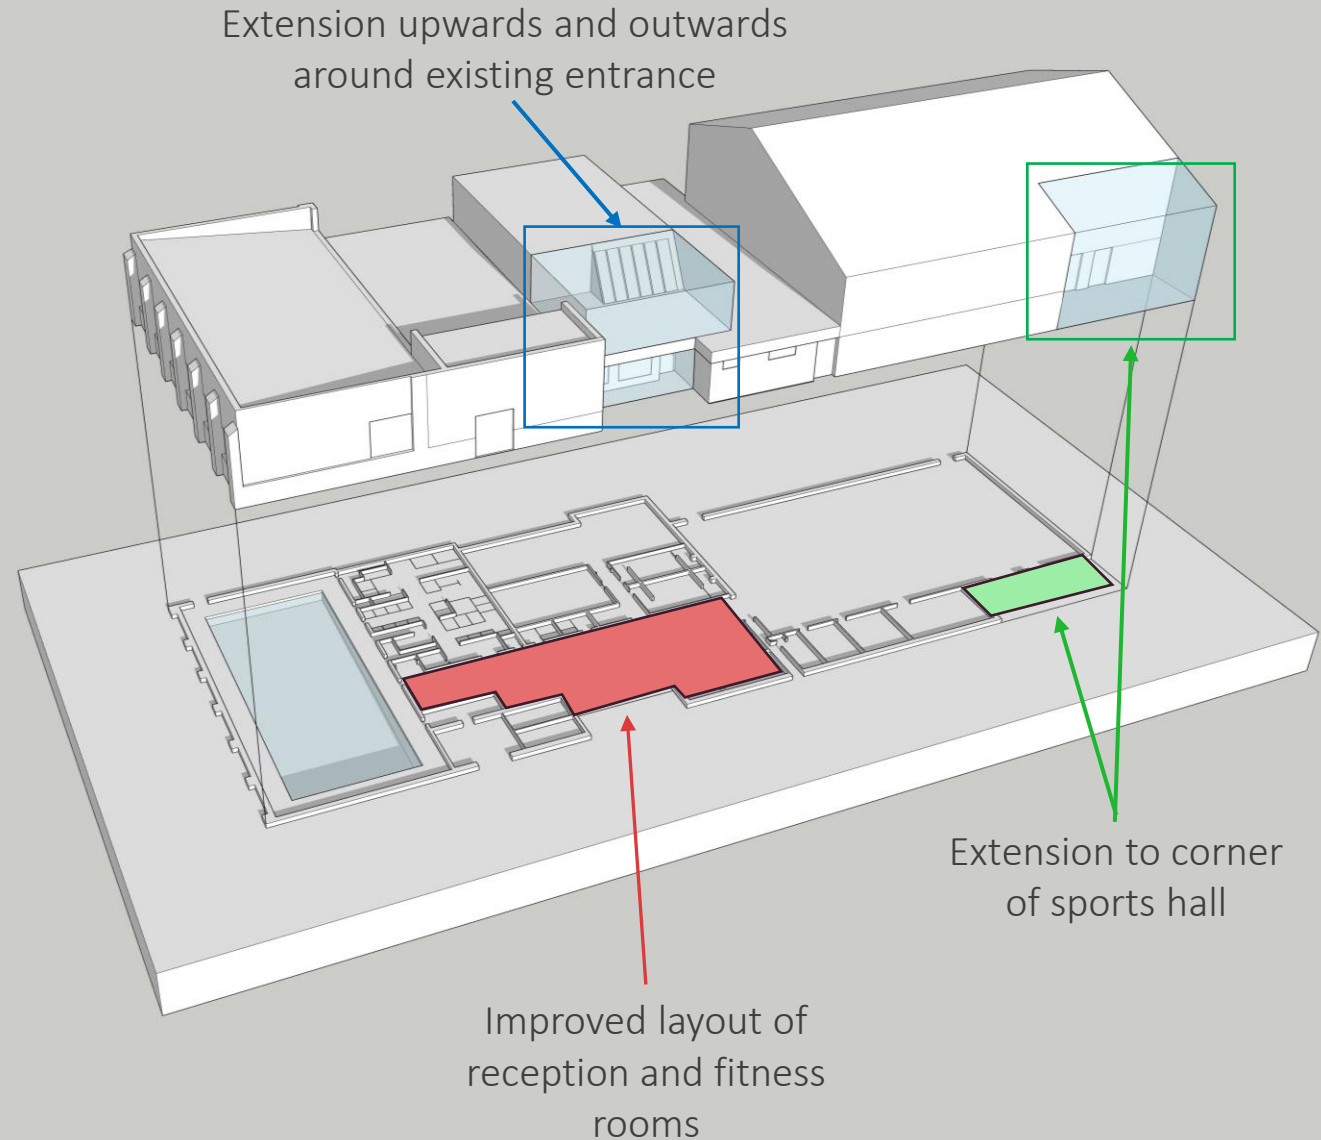 Extension upwards and outwards
around existing entrance
Extension to corner
of sports hall
Improved layout of
reception and fitness
rooms